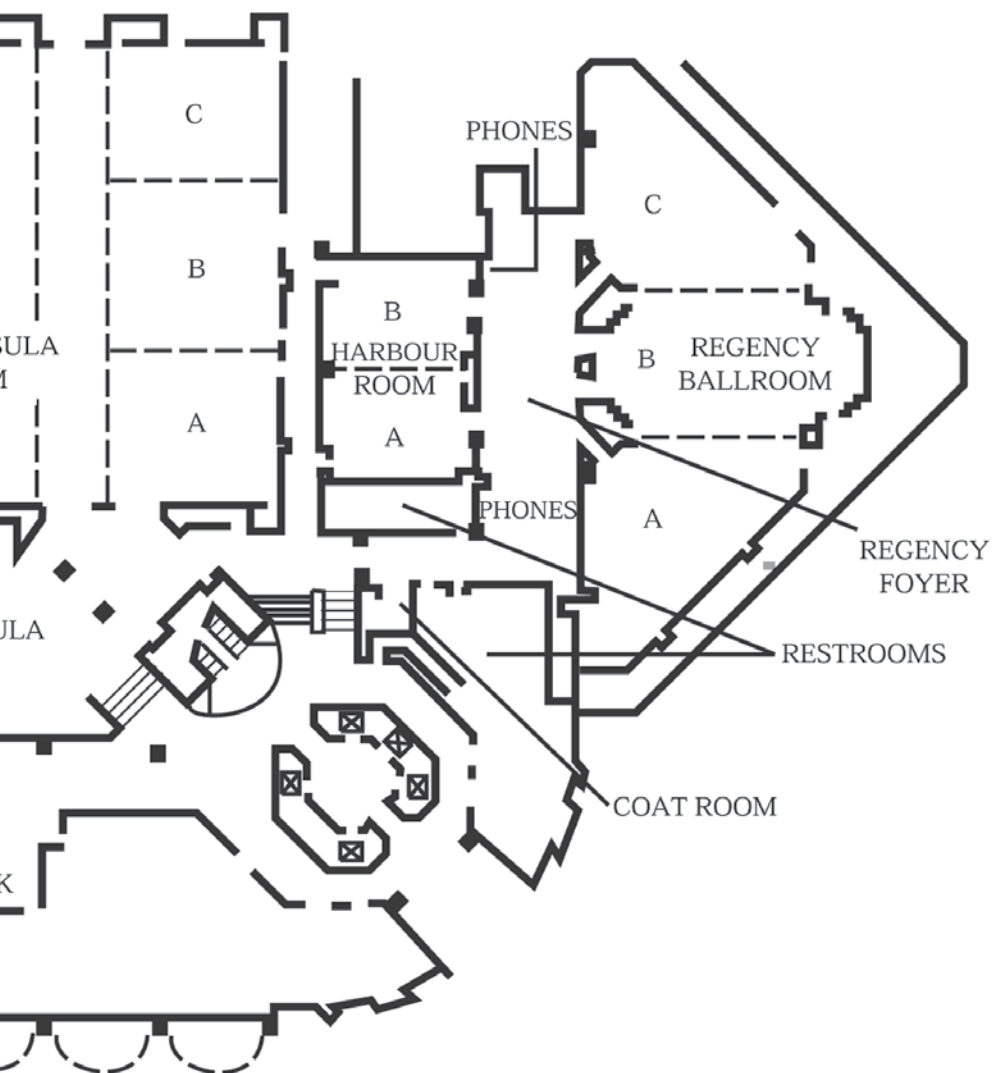 C
PHONES
C
B
B
SULA
HARBOUR
ROOM
B
REGENCY
BALLROOM
A
A
PHONES
A
REGENCY
FOYER
ULA
RESTROOMS
COAT ROOM
K